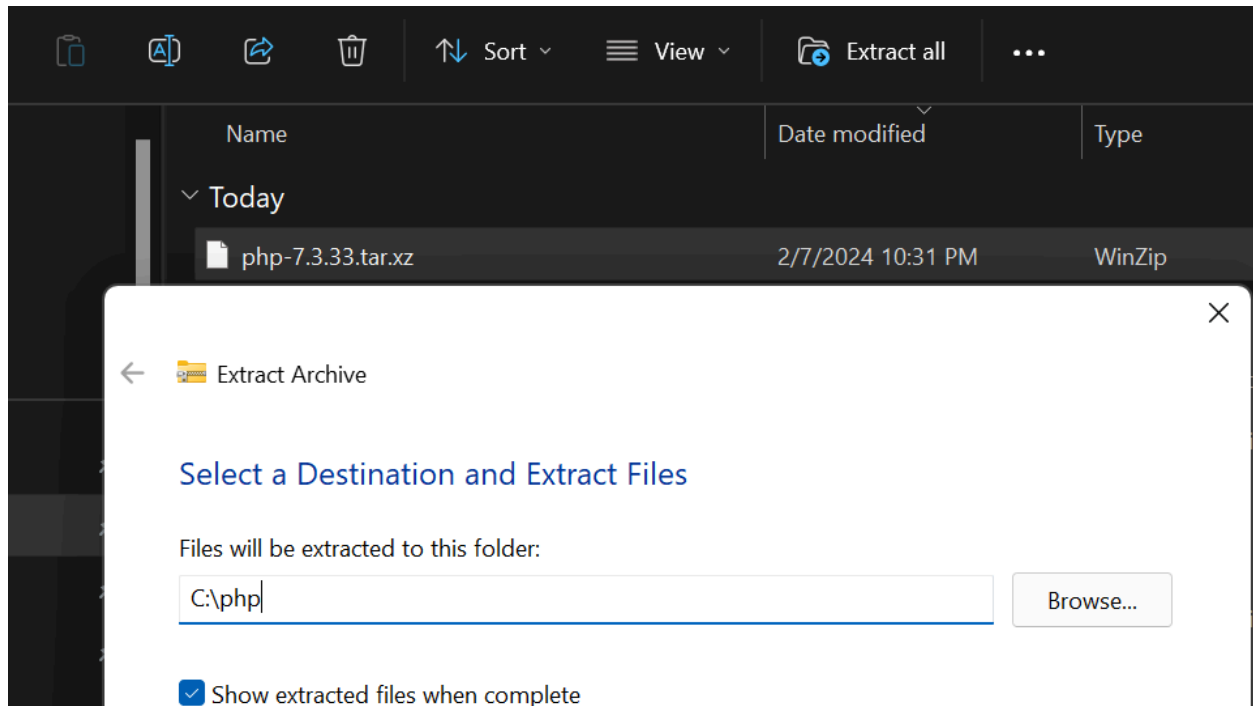 Sort View Extract all
Name Date modified Type
Today
php-7.3.33.tar.xz 2/7/2024 10:31 PM WinZip
Extract Archive
Select a Destination and Extract Files
Files will be extracted to this folder:
C:\php Browse...
Show extracted files when complete